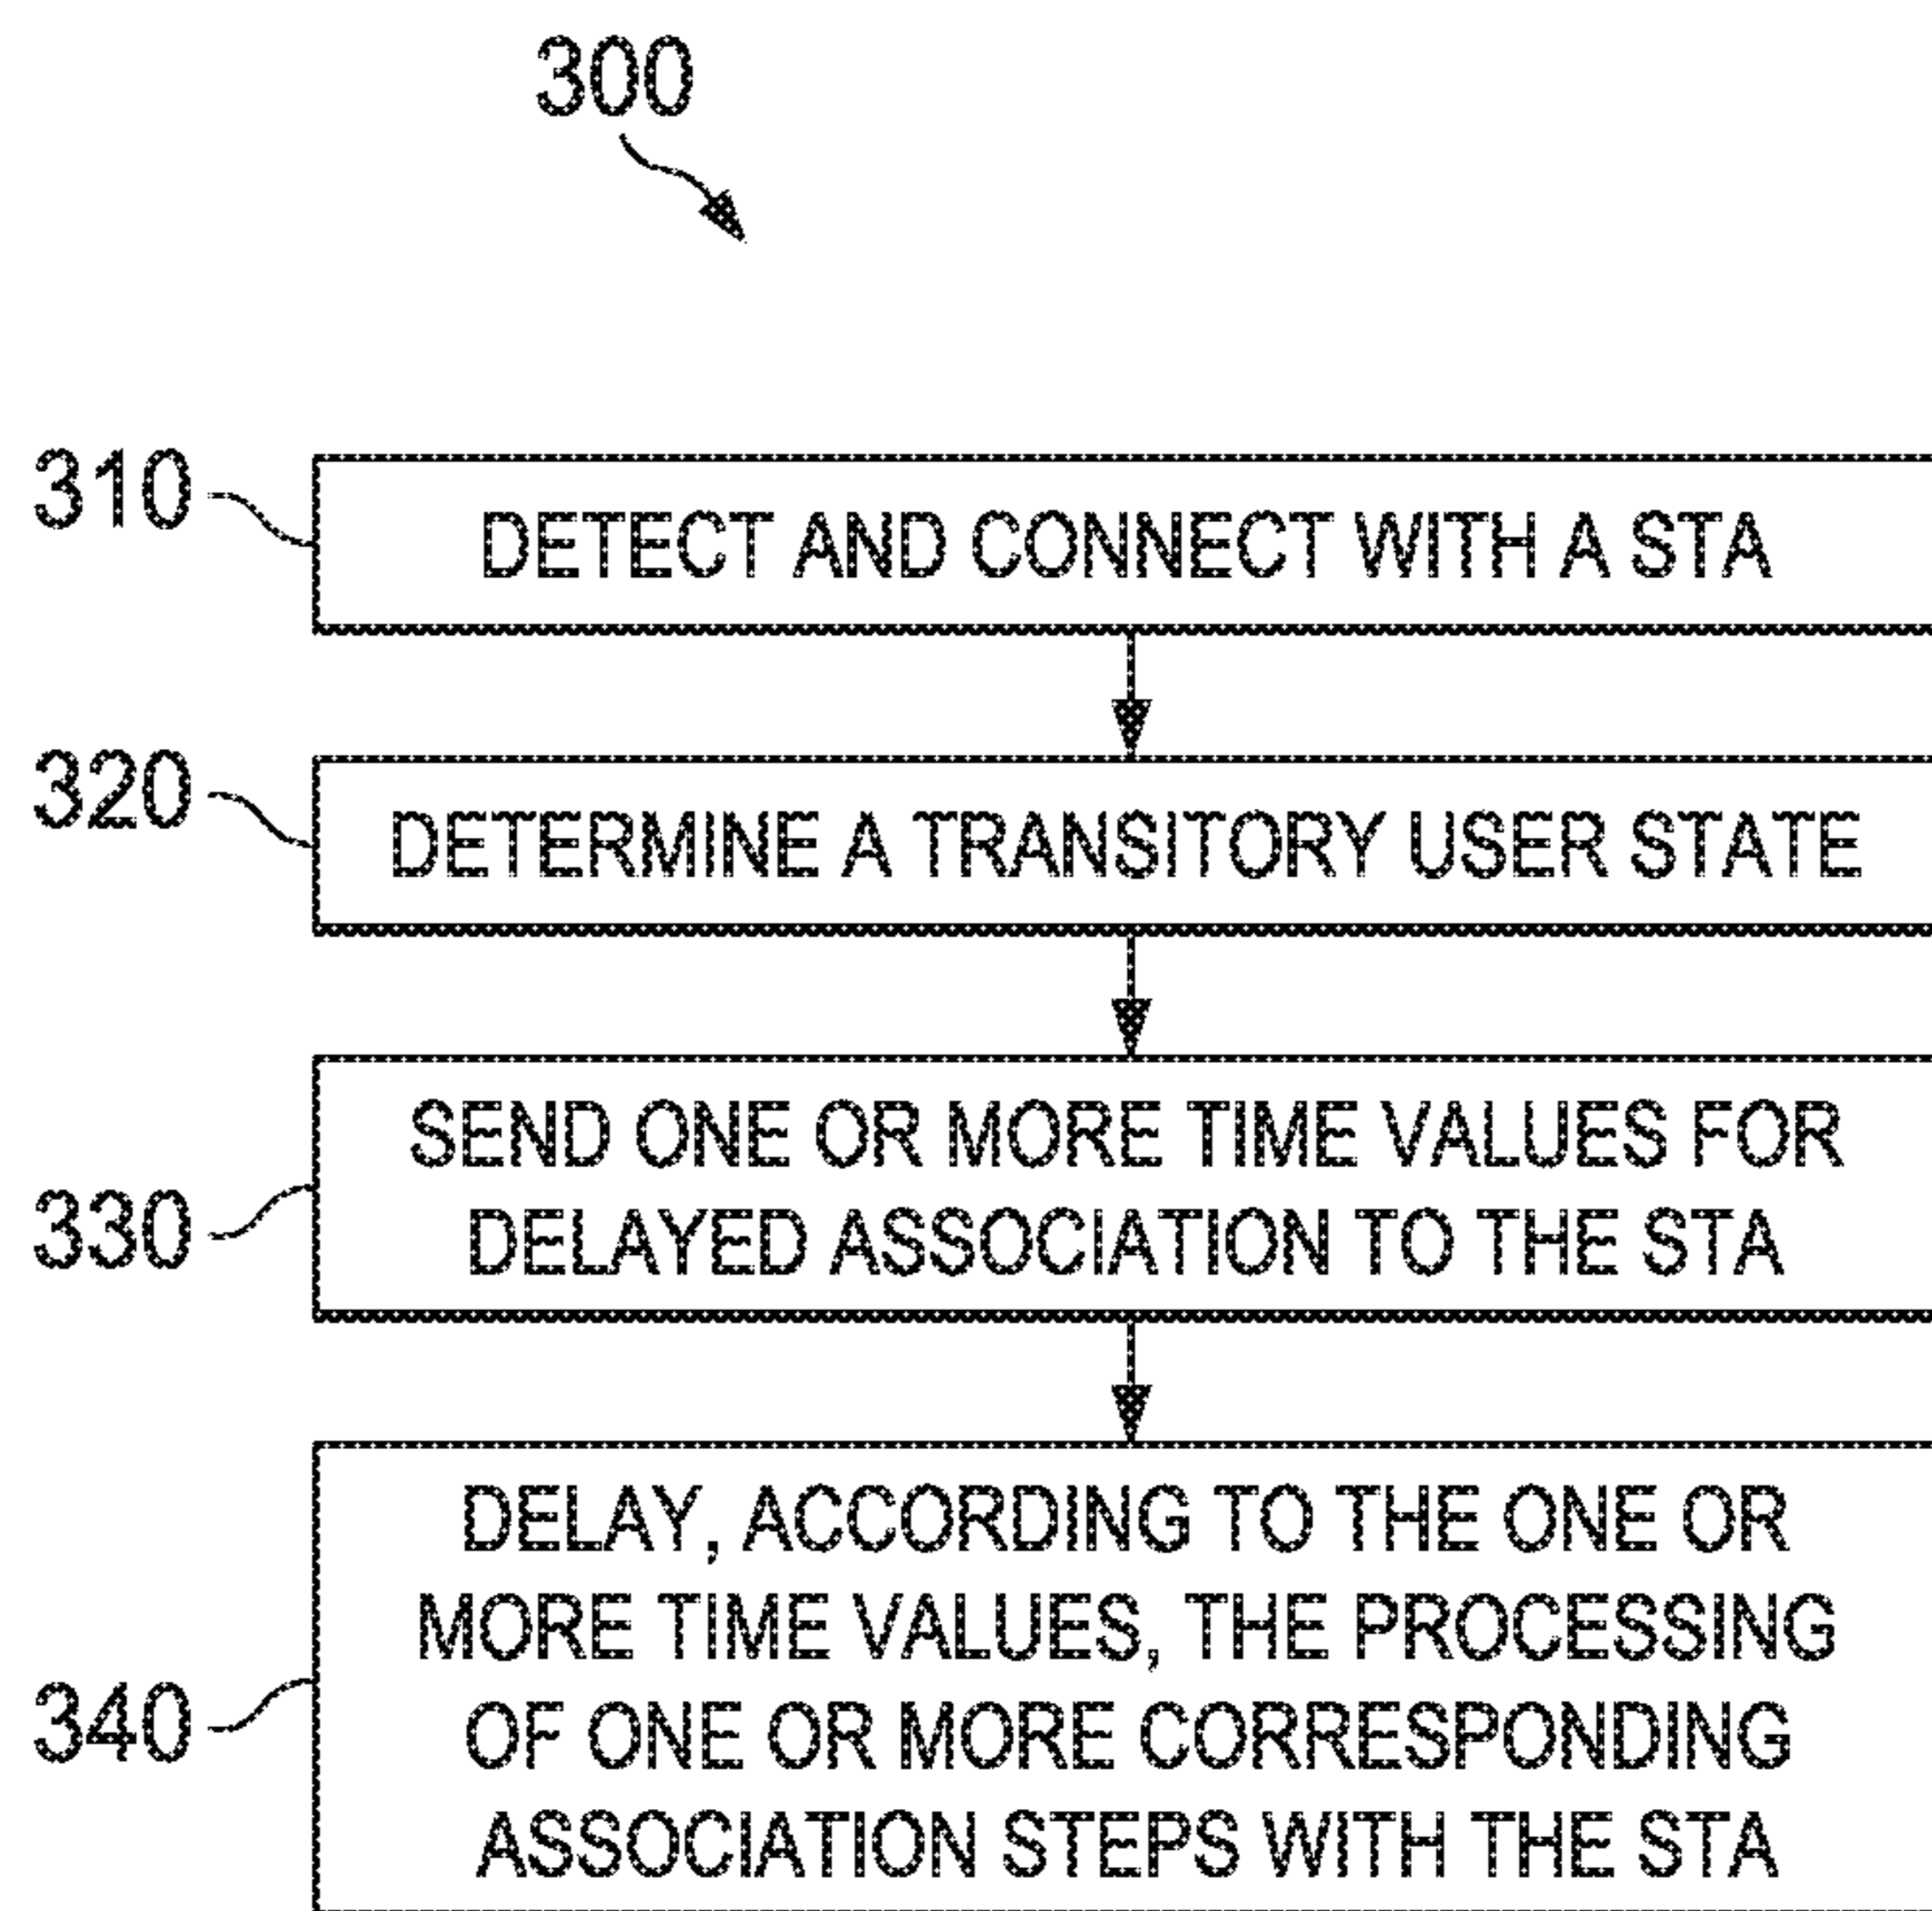 300
310
DETECT AND CONNECT WITH A STA
320
DETERMINE A TRANSITORY USER STATE
330
SEND ONE OR MORE TIME VALUES FOR
DELAYED ASSOCIATION TO THE STA
340
DELAY, ACCORDING TO THE ONE OR
MORE TIME VALUES, THE PROCESSING
OF ONE OR MORE CORRESPONDING
ASSOCIATION STEPS WITH THE STA